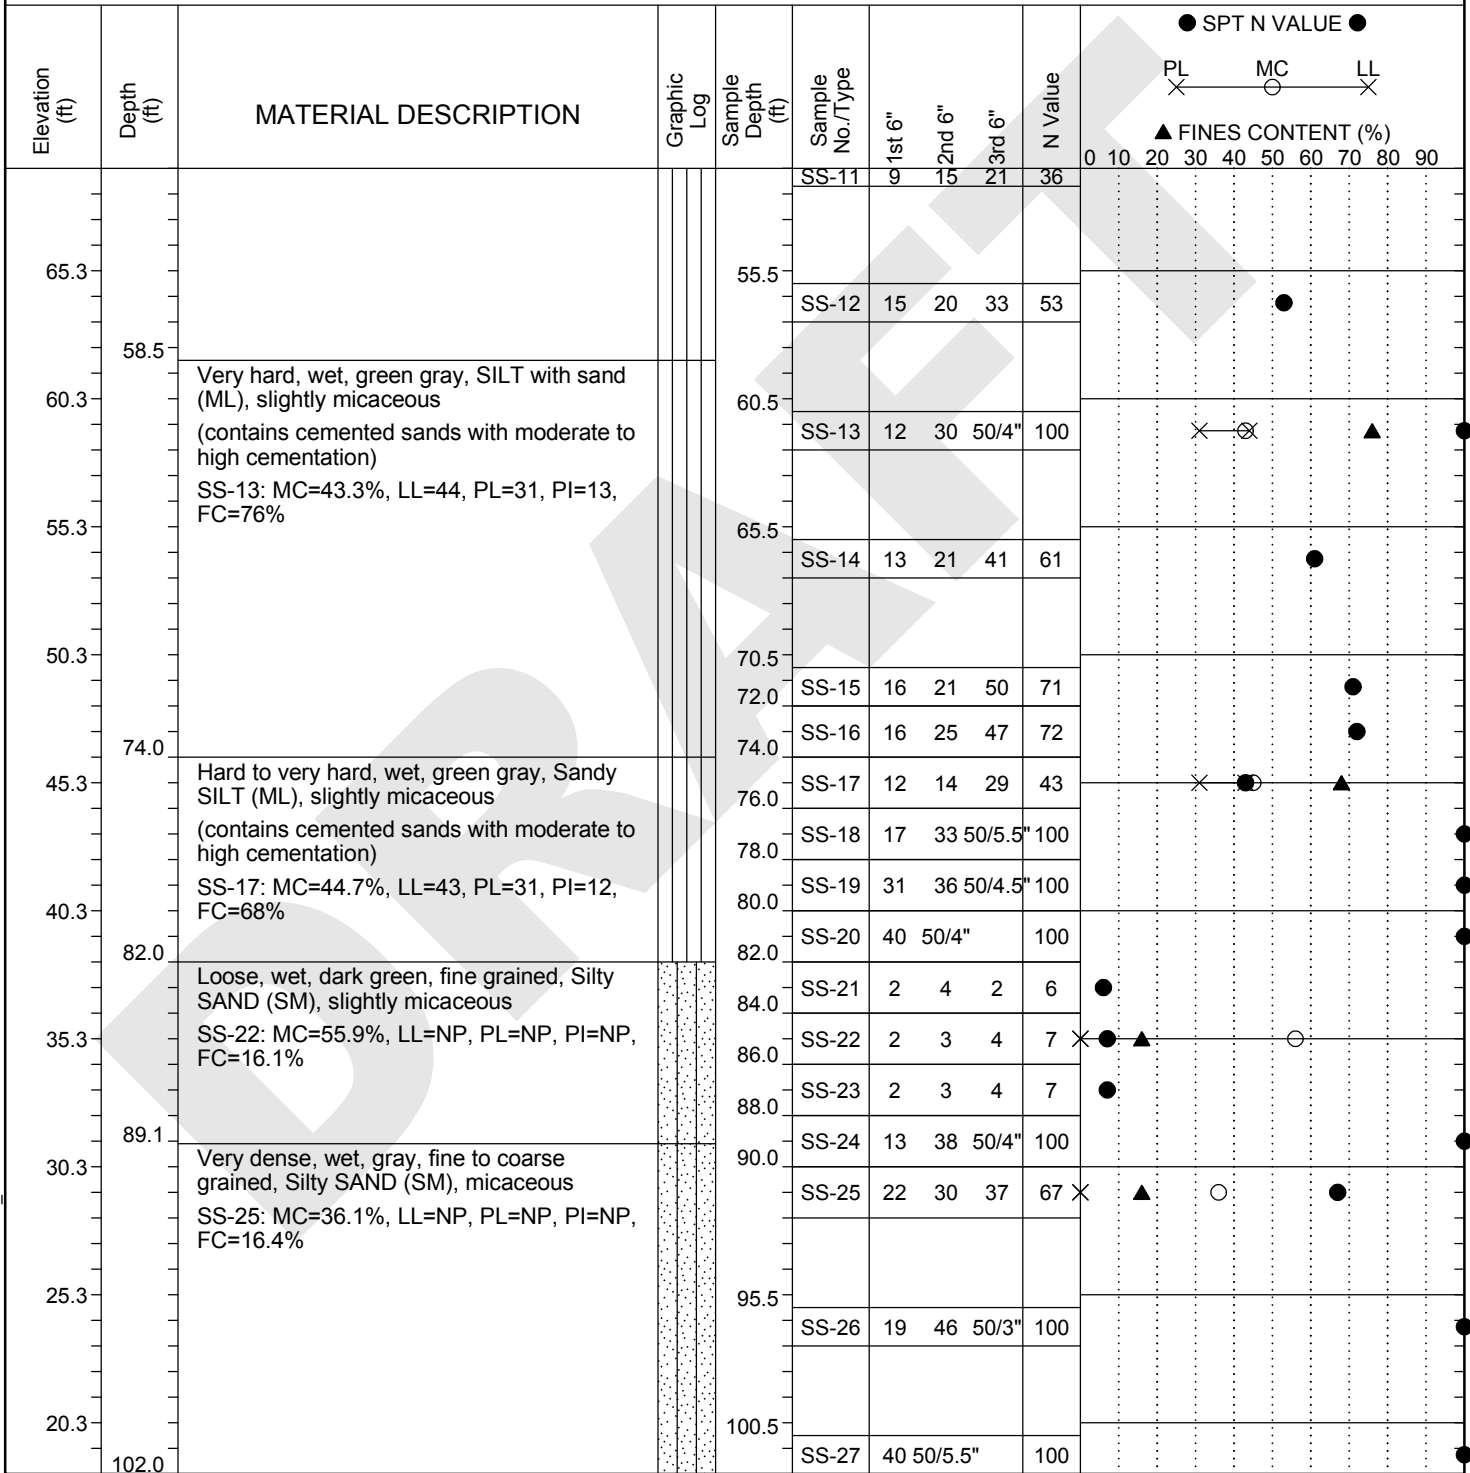 ● SPT N VALUE ●
PL MC LL
▲ FINES CONTENT (%)
0 10 20 30 40 50 60 70 80 90
Elevation (ft)
Depth (ft)
MATERIAL DESCRIPTION
Graphic Log
Sample Depth (ft)
Sample No./Type
1st 6"
2nd 6"
3rd 6"
N Value
SS-11 9 15 21 36
65.3 55.5
SS-12 15 20 33 53
58.5
Very hard, wet, green gray, SILT with sand
(ML), slightly micaceous
60.3 60.5
(contains cemented sands with moderate to
high cementation)
SS-13 12 30 50/4" 100
SS-13: MC=43.3%, LL=44, PL=31, PI=13,
FC=76%
55.3 65.5
SS-14 13 21 41 61
50.3 70.5
SS-15 16 21 50 71
72.0
SS-16 16 25 47 72
74.0 74.0
Hard to very hard, wet, green gray, Sandy
SILT (ML), slightly micaceous
45.3 SS-17 12 14 29 43
76.0
(contains cemented sands with moderate to
high cementation)
SS-18 17 33 50/5.5" 100
78.0
SS-17: MC=44.7%, LL=43, PL=31, PI=12,
FC=68%
SS-19 31 36 50/4.5" 100
40.3 80.0
SS-20 40 50/4" 100
82.0 82.0
Loose, wet, dark green, fine grained, Silty
SAND (SM), slightly micaceous
SS-21 2 4 2 6
84.0
SS-22: MC=55.9%, LL=NP, PL=NP, PI=NP,
FC=16.1%
35.3 SS-22 2 3 4 7
86.0
SS-23 2 3 4 7
88.0
89.1 SS-24 13 38 50/4" 100
90.0
Very dense, wet, gray, fine to coarse
grained, Silty SAND (SM), micaceous
30.3 SS-25 22 30 37 67
SS-25: MC=36.1%, LL=NP, PL=NP, PI=NP,
FC=16.4%
25.3 95.5
SS-26 19 46 50/3" 100
20.3 100.5
SS-27 40 50/5.5" 100
102.0
DRAFT